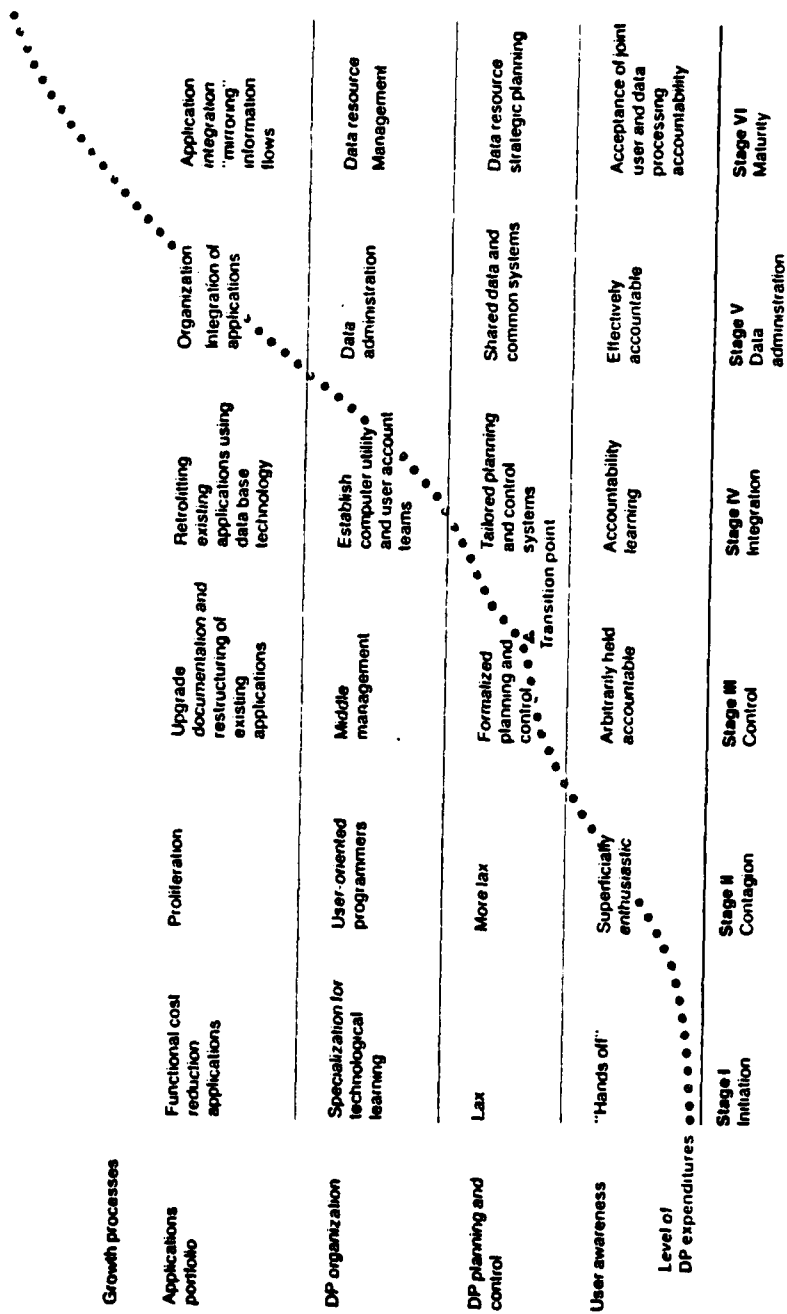 Growth processes
Applications
portfolio
Functional cost
reduction
applications
Proliferation
Upgrade
documentation and
restructuring of
existing
applications
Retrofitting
existing
applications using
data base
technology
Organization
Integration of
applications
Application
integration
"mirroring"
information
flows
DP organization
Specialization for
technological
learning
User-oriented
programmers
Middle
management
Establish
computer utility
and user account
teams
Data
administration
Data resource
Management
DP planning and
control
Lax
More lax
Formalized
planning and
control
Tailored planning
and control
systems
Shared data and
common systems
Data resource
strategic planning
Transition point
User awareness
"Hands off"
Superficially
enthusiastic
Arbitrarily held
accountable
Accountability
learning
Effectively
accountable
Acceptance of joint
user and data
processing
accountability
Level of
DP expenditures
Stage I
Initiation
Stage II
Contagion
Stage III
Control
Stage IV
Integration
Stage V
Data
administration
Stage VI
Maturity